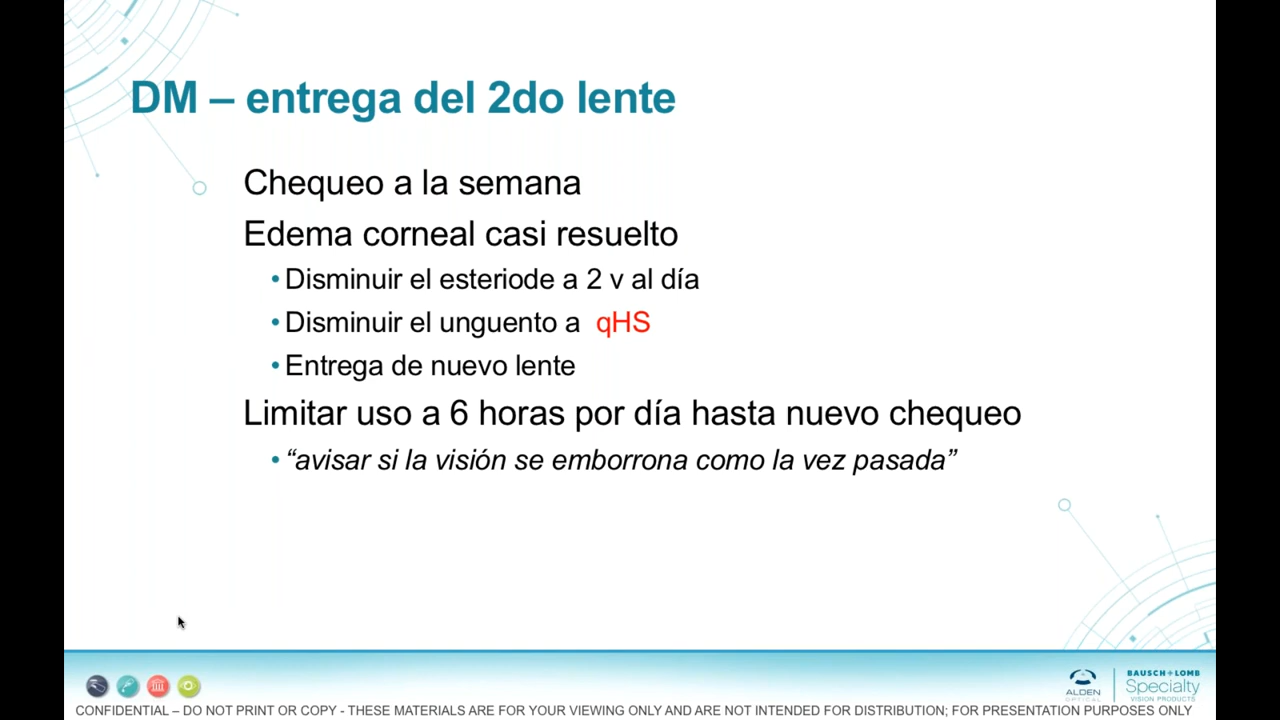 DM – entrega del 2do lente
Chequeo a la semana
Edema corneal casi resuelto
• Disminuir el esteriode a 2 v al día
• Disminuir el unguento a qHS
• Entrega de nuevo lente
Limitar uso a 6 horas por día hasta nuevo chequeo
• “avisar si la visión se emborrona como la vez pasada”
ALDEN
OPTICAL
BAUSCH + LOMB
Specialty
VISION PRODUCTS
CONFIDENTIAL – DO NOT PRINT OR COPY - THESE MATERIALS ARE FOR YOUR VIEWING ONLY AND ARE NOT INTENDED FOR DISTRIBUTION; FOR PRESENTATION PURPOSES ONLY